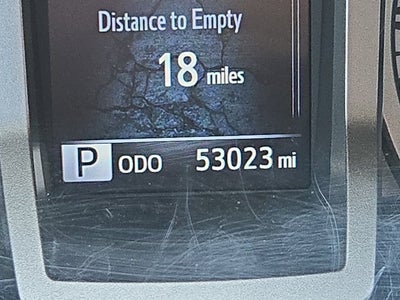 Distance to Empty
18 miles
P ODO 53023 mi